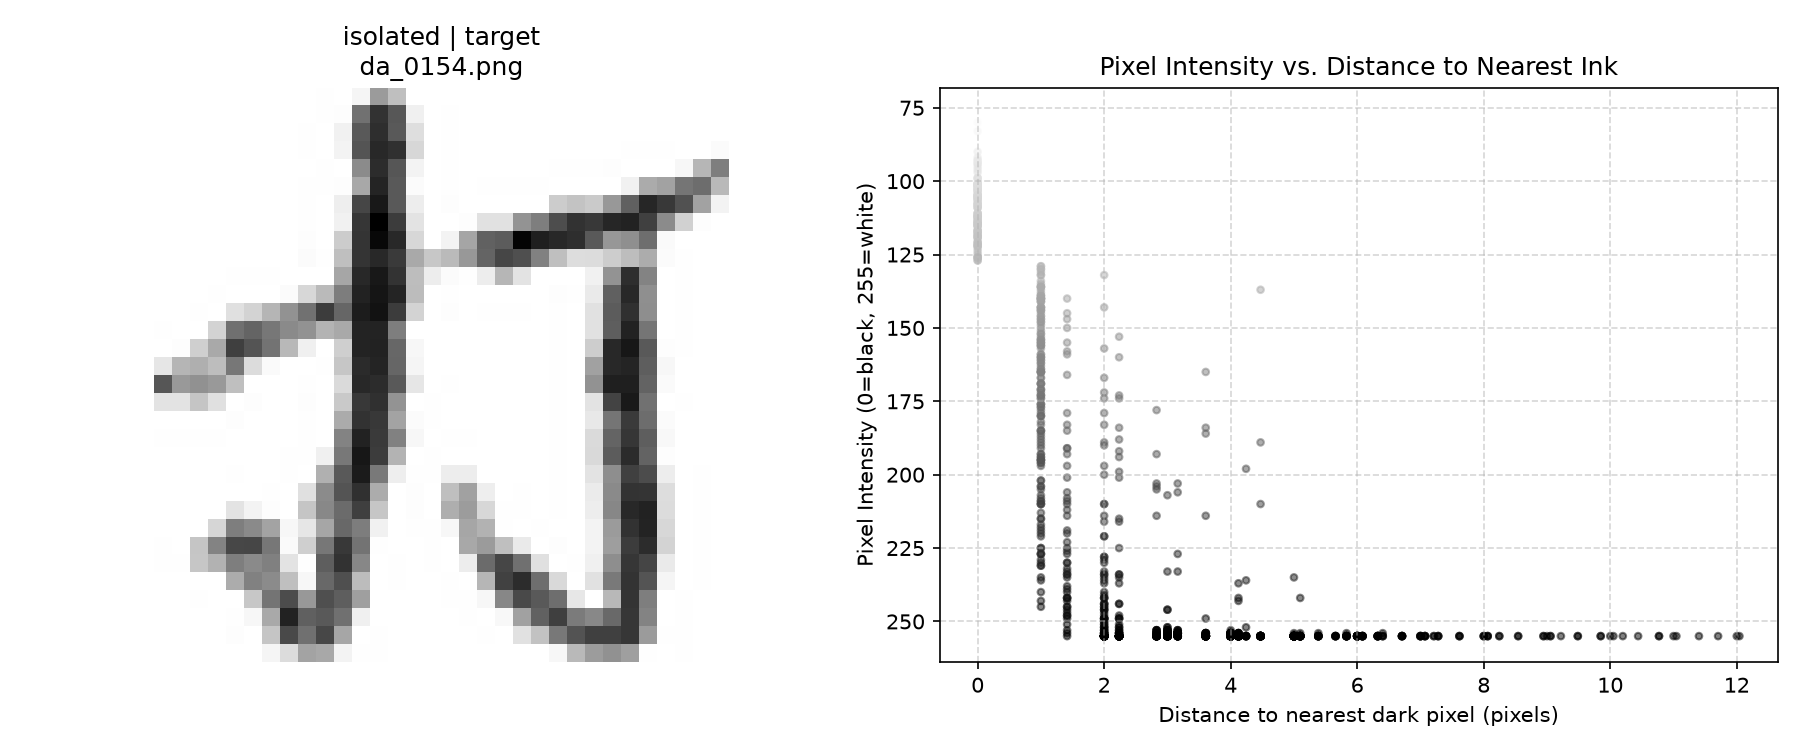 isolated | target
da_0154.png
打
Pixel Intensity vs. Distance to Nearest Ink
Pixel Intensity (0=black, 255=white)
75
100
125
150
175
200
225
250
0 2 4 6 8 10 12
Distance to nearest dark pixel (pixels)